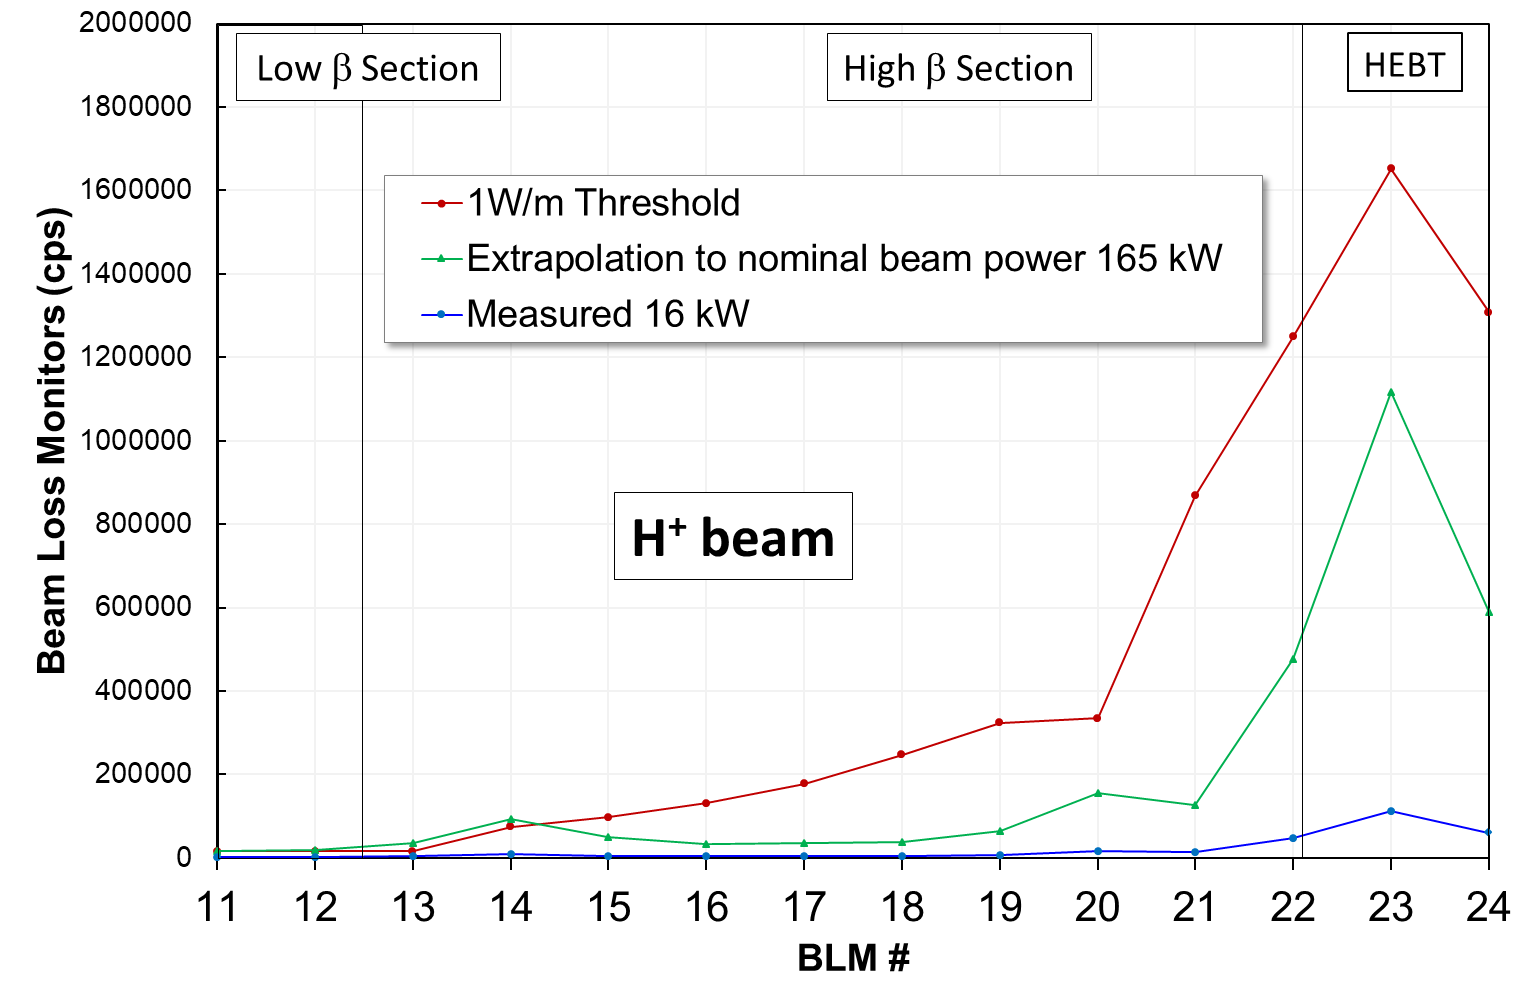 2000000
1800000
1600000
1400000
1200000
1000000
800000
600000
400000
200000
0
Beam Loss Monitors (cps)
Low β Section
High β Section
HEBT
1W/m Threshold
Extrapolation to nominal beam power 165 kW
Measured 16 kW
H⁺ beam
11 12 13 14 15 16 17 18 19 20 21 22 23 24
BLM #